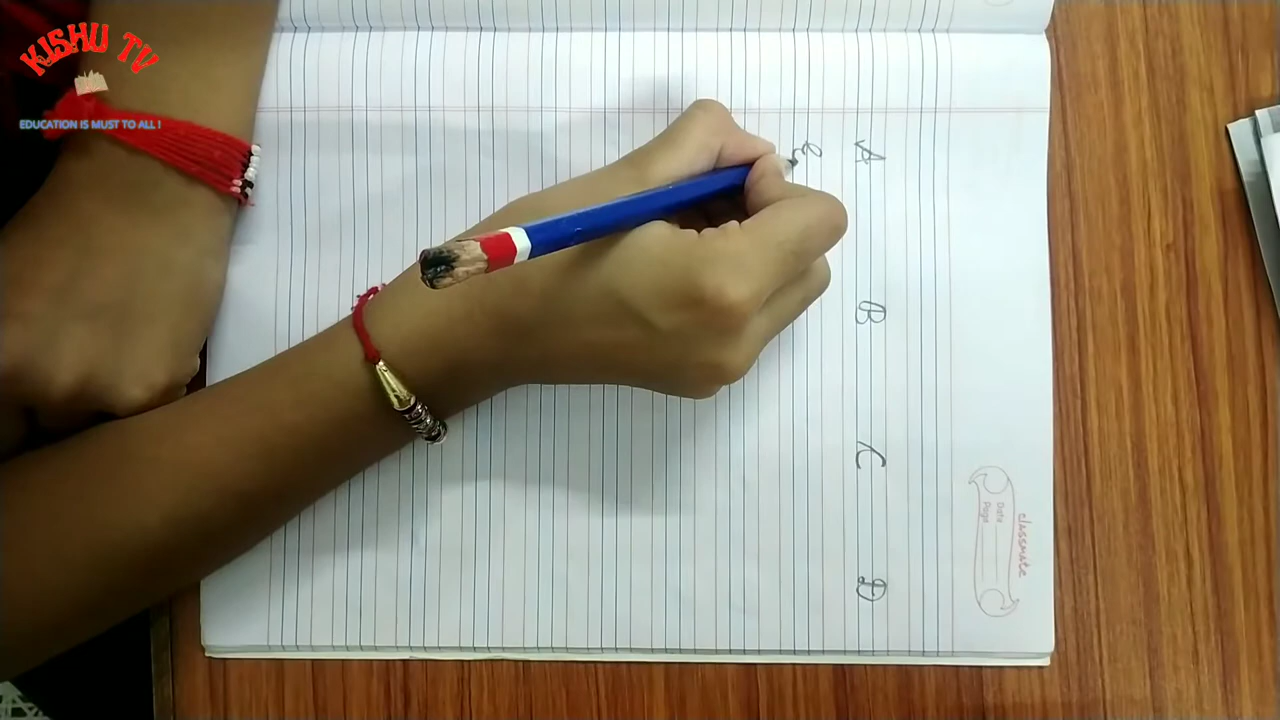 KISHU TV
EDUCATION IS MUST TO ALL !
classmate
Date
Page
A B C D